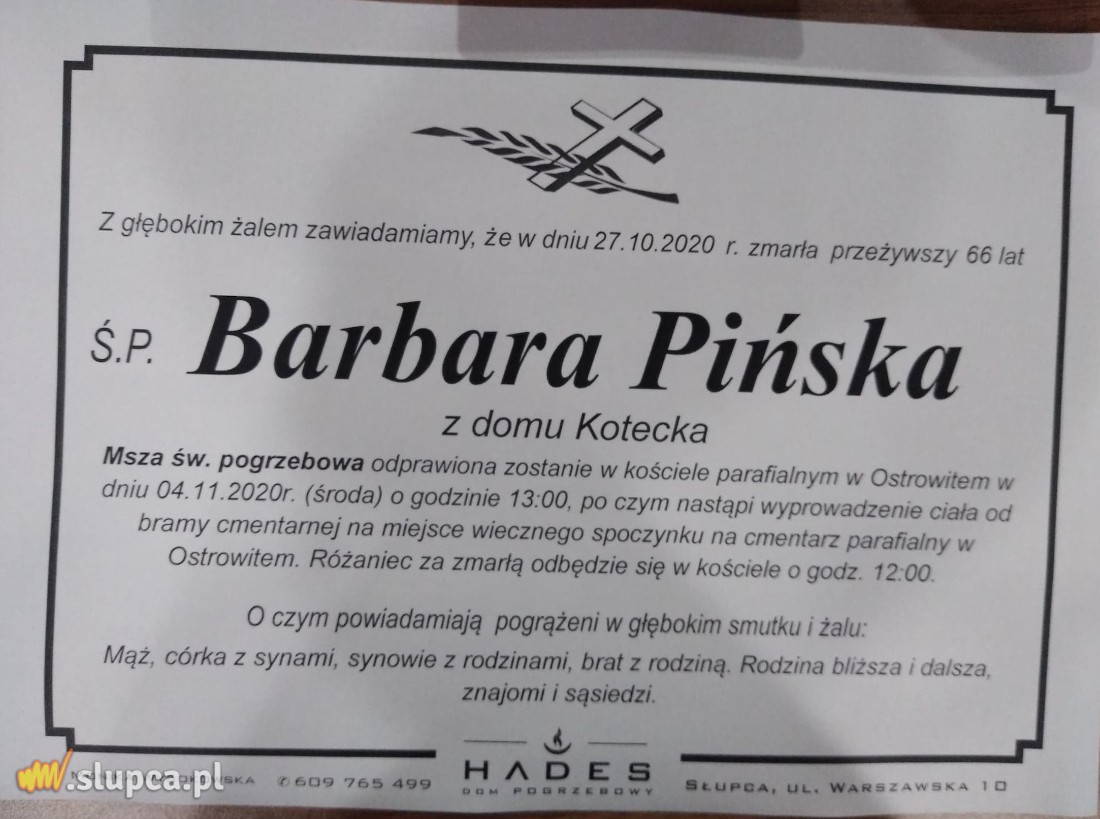 Z głębokim żalem zawiadamiamy, że w dniu 27.10.2020 r. zmarła przeżywszy 66 lat
Ś.P. Barbara Pińska
z domu Kotecka
Msza św. pogrzebowa odprawiona zostanie w kościele parafialnym w Ostrowitem w
dniu 04.11.2020r. (środa) o godzinie 13:00, po czym nastąpi wyprowadzenie ciała od
bramy cmentarnej na miejsce wiecznego spoczynku na cmentarz parafialny w
Ostrowitem. Różaniec za zmarłą odbędzie się w kościele o godz. 12:00.
O czym powiadamiają pogrążeni w głębokim smutku i żalu:
Mąż, córka z synami, synowie z rodzinami, brat z rodziną. Rodzina bliższa i dalsza,
znajomi i sąsiedzi.
609 765 499
HADES
DOM POGRZEBOWY
SŁUPCA, UL. WARSZAWSKA 10
.slupca.pl